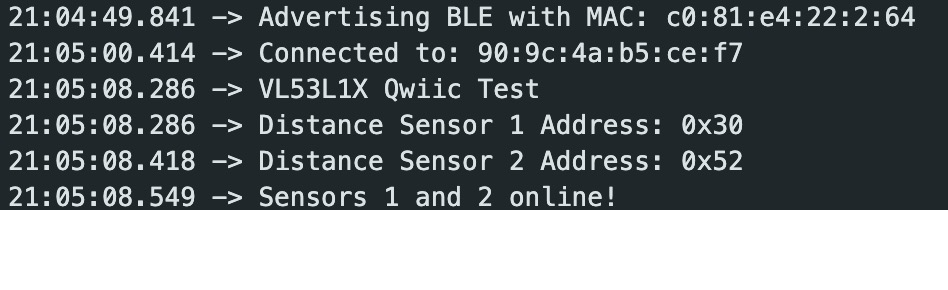 21:04:49.841 -> Advertising BLE with MAC: c0:81:e4:22:2:64
21:05:00.414 -> Connected to: 90:9c:4a:b5:ce:f7
21:05:08.286 -> VL53L1X Qwiic Test
21:05:08.286 -> Distance Sensor 1 Address: 0x30
21:05:08.418 -> Distance Sensor 2 Address: 0x52
21:05:08.549 -> Sensors 1 and 2 online!